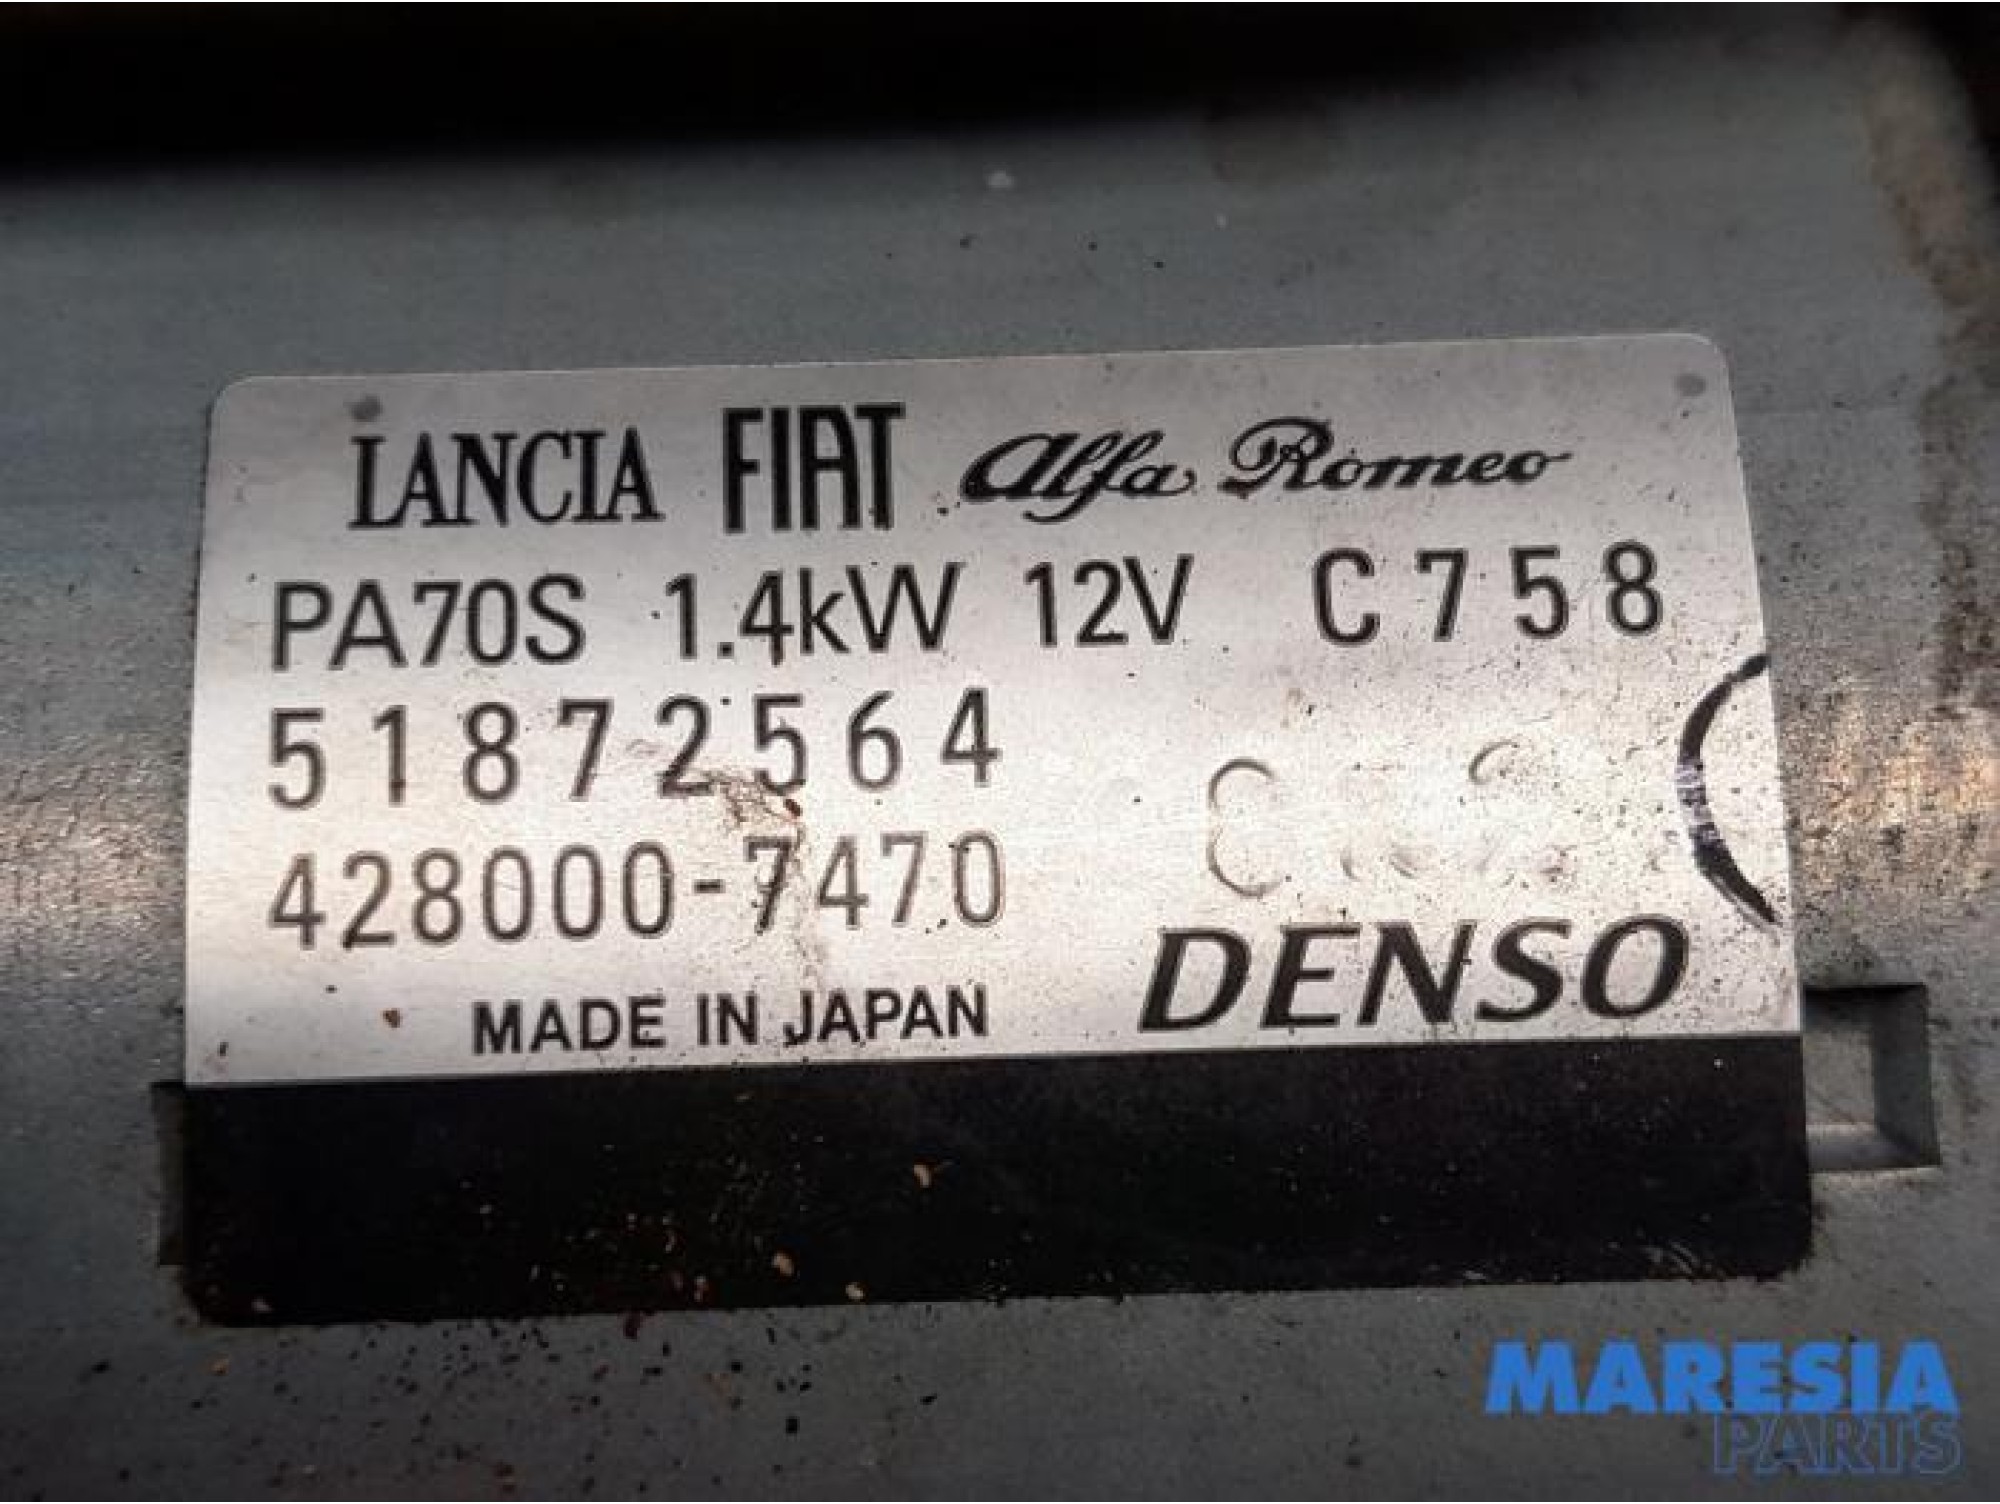 LANCIA FIAT Alfa Romeo
PA70S 1.4kW 12V C758
51872564
428000-7470
MADE IN JAPAN DENSO
MARESIA
PARTS